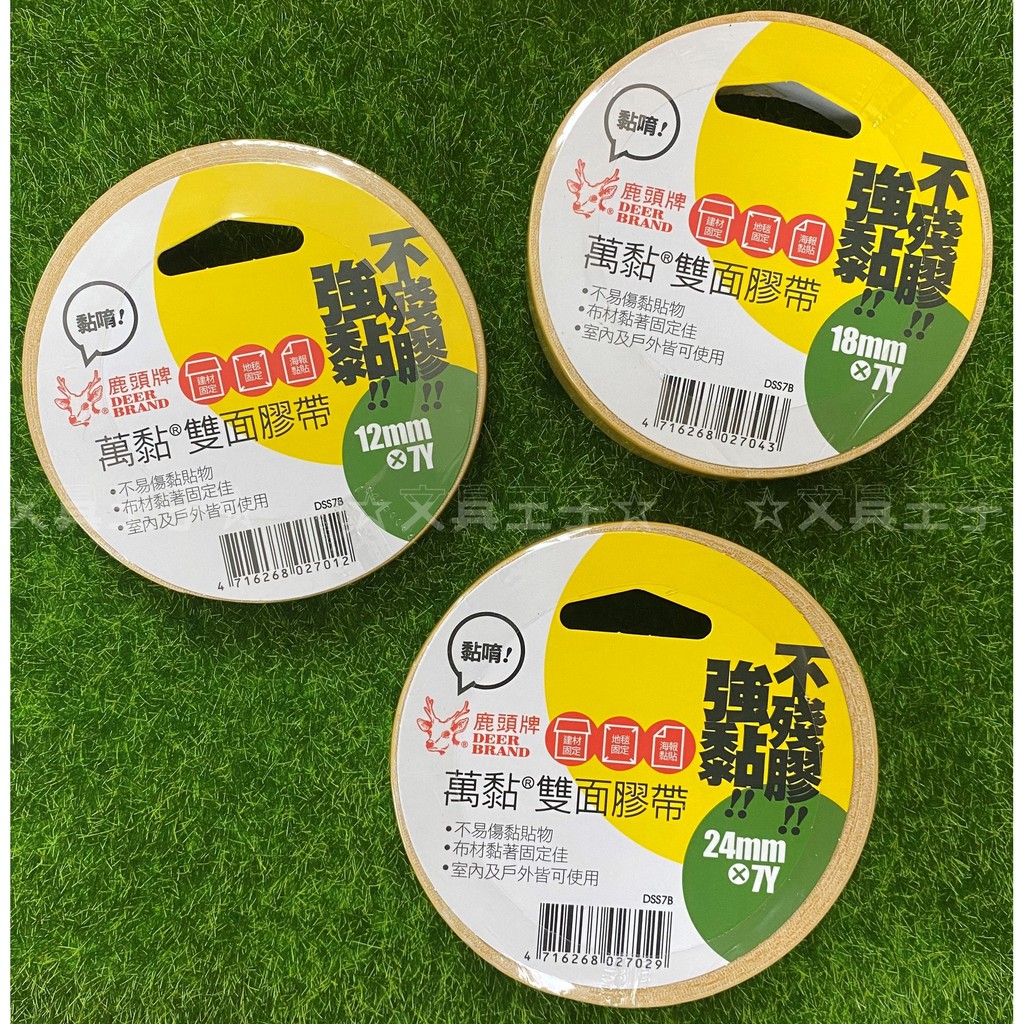 黏唷!
鹿頭牌
DEER
BRAND®
建材
固定
地毯
固定
海報
黏貼
萬黏®雙面膠帶
•不易傷黏貼物
•布材黏著固定佳
•室內及戶外皆可使用
不殘膠!!
強黏!!
12mm
×7Y
DSS7B
4 716268 027012
黏唷!
鹿頭牌
DEER
BRAND®
建材
固定
地毯
固定
海報
黏貼
萬黏®雙面膠帶
•不易傷黏貼物
•布材黏著固定佳
•室內及戶外皆可使用
不殘膠!!
強黏!!
18mm
×7Y
DSS7B
4 716268 027043
黏唷!
鹿頭牌
DEER
BRAND®
建材
固定
地毯
固定
海報
黏貼
萬黏®雙面膠帶
•不易傷黏貼物
•布材黏著固定佳
•室內及戶外皆可使用
不殘膠!!
強黏!!
24mm
×7Y
DSS7B
4 716268 027029
文具王子☆ ☆文具王子